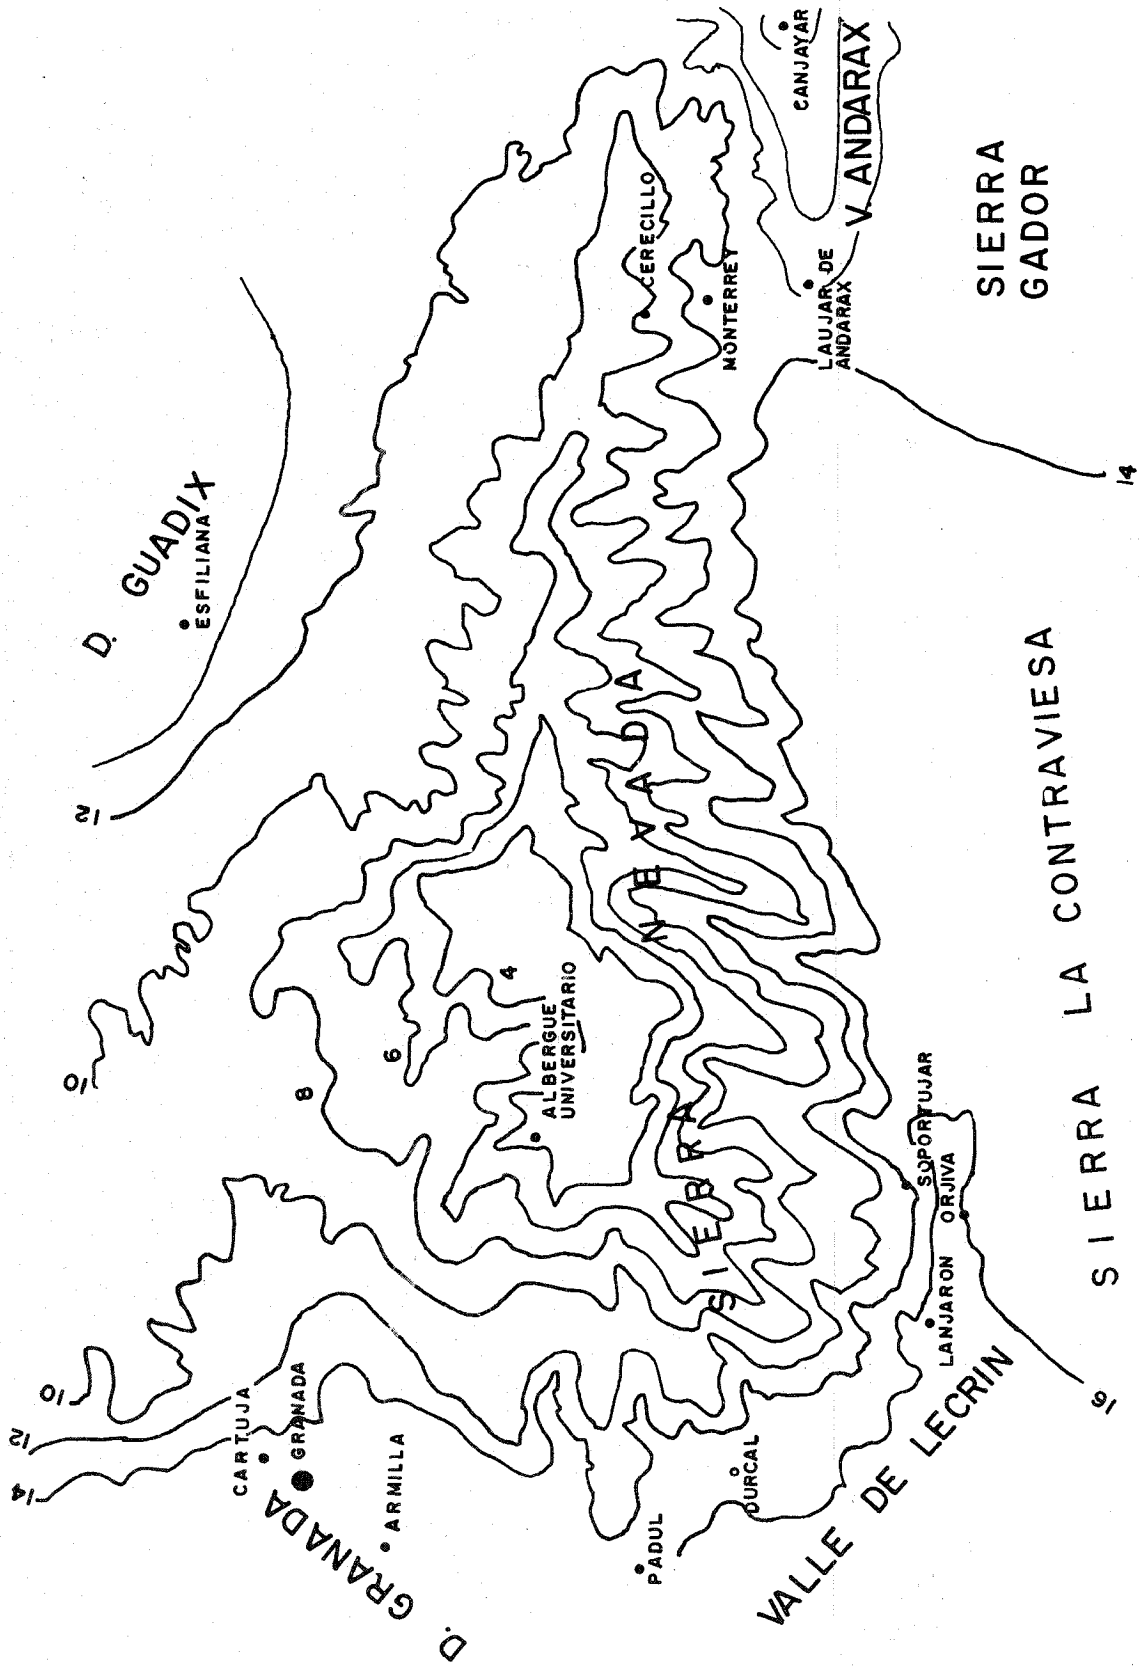 D. GUADIX
ESFILIANA
12
10
8
6
4
10
12
14
CARTUJA
GRANADA
D. GRANADA
ARMILLA
ALBERGUE
UNIVERSITARIO
SIERRA NEVADA
CERECILLO
MONTERREY
CANJAYAR
V. ANDARAX
LAUJAR DE
ANDARAX
SIERRA
GADOR
14
PADUL
DURCAL
VALLE DE LECRIN
LANJARON
ORJIVA
SOPORTUJAR
16
SIERRA LA CONTRAVIESA